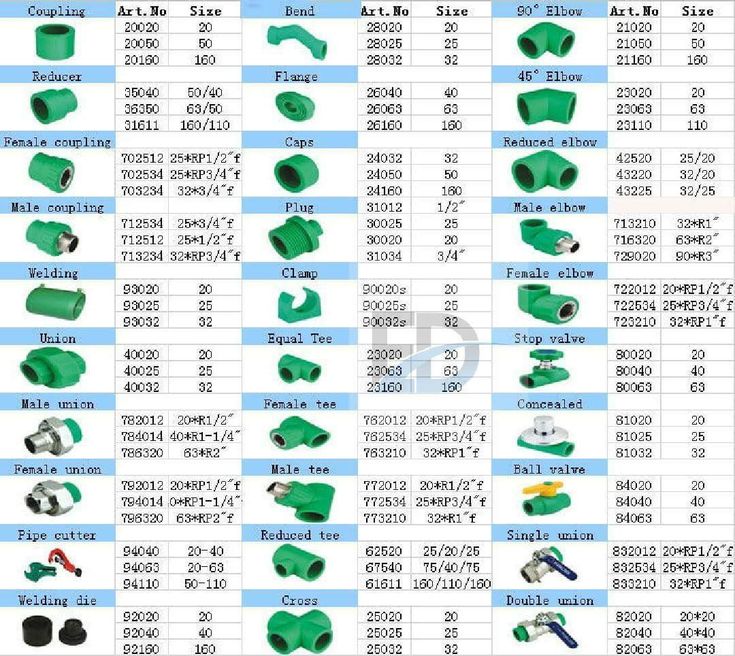 Coupling Art.No Size Bend Art.No Size 90° Elbow Art.No Size
20020 20 28020 20 21020 20
20050 50 28025 25 21050 50
20160 160 28032 32 21160 160
Reducer Flange 45° Elbow
35040 50/40 26040 40 23020 20
36350 63/50 26063 63 23063 63
31611 160/110 26160 160 23110 110
Female coupling Caps Reduced elbow
702512 25*RP1/2"f 24032 32 42520 25/20
702534 25*RP3/4"f 24050 50 43220 32/20
703234 32*3/4"f 24160 160 43225 32/25
Male coupling Plug 31012 1/2" Male elbow
712534 25*3/4"f 30025 25 713210 32*R1"
712512 25*1/2"f 30020 20 716320 63*R2"
713234 32*RP3/4"f 31034 3/4" 729020 90*R3"
Welding Clamp Female elbow
93020 20 90020s 20 722012 20*RP1/2"f
93025 25 90025s 25 722534 25*RP3/4"f
93032 32 90032s 32 723210 32*RP1"f
Union Equal Tee Stop valve
40020 20 23020 20 80020 20
40025 25 23063 63 80040 40
40032 32 23160 160 80063 63
Male union Female tee Concealed
782012 20*R1/2" 762012 20*RP1/2"f 81020 20
784014 40*R1-1/4" 762534 25*RP3/4"f 81025 25
786320 63*R2" 763210 32*RP1"f 81032 32
Female union Male tee Ball valve
792012 20*RP1/2"f 772012 20*R1/2"f 84020 20
794014 0*RP1-1/4" 772534 25*RP3/4"f 84040 40
796320 63*RP2"f 773210 32*R1"f 84063 63
Pipe cutter Reduced tee Single union
94040 20-40 62520 25/20/25 832012 20*RP1/2"f
94063 20-63 67540 75/40/75 832534 25*RP3/4"f
94110 50-110 61611 160/110/160 833210 32*RP1"f
Welding die Cross Double union
92020 20 25020 20 82020 20*20
92040 40 25025 25 82040 40*40
92160 160 25032 32 82063 63*63